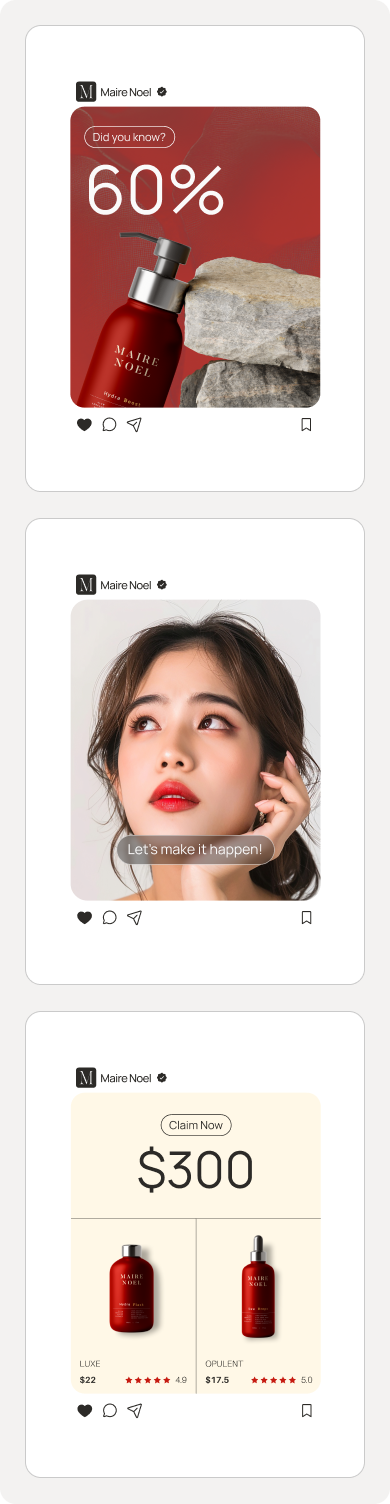 M Maire Noel
Did you know?
60%
MAIRE
NOEL
Hydro Boost
M Maire Noel
Let's make it happen!
M Maire Noel
Claim Now
$300
MAIRE
NOEL
MAIRE
NOEL
LUXE
$22 ★★★★★ 4.9
OPULENT
$17.5 ★★★★★ 5.0